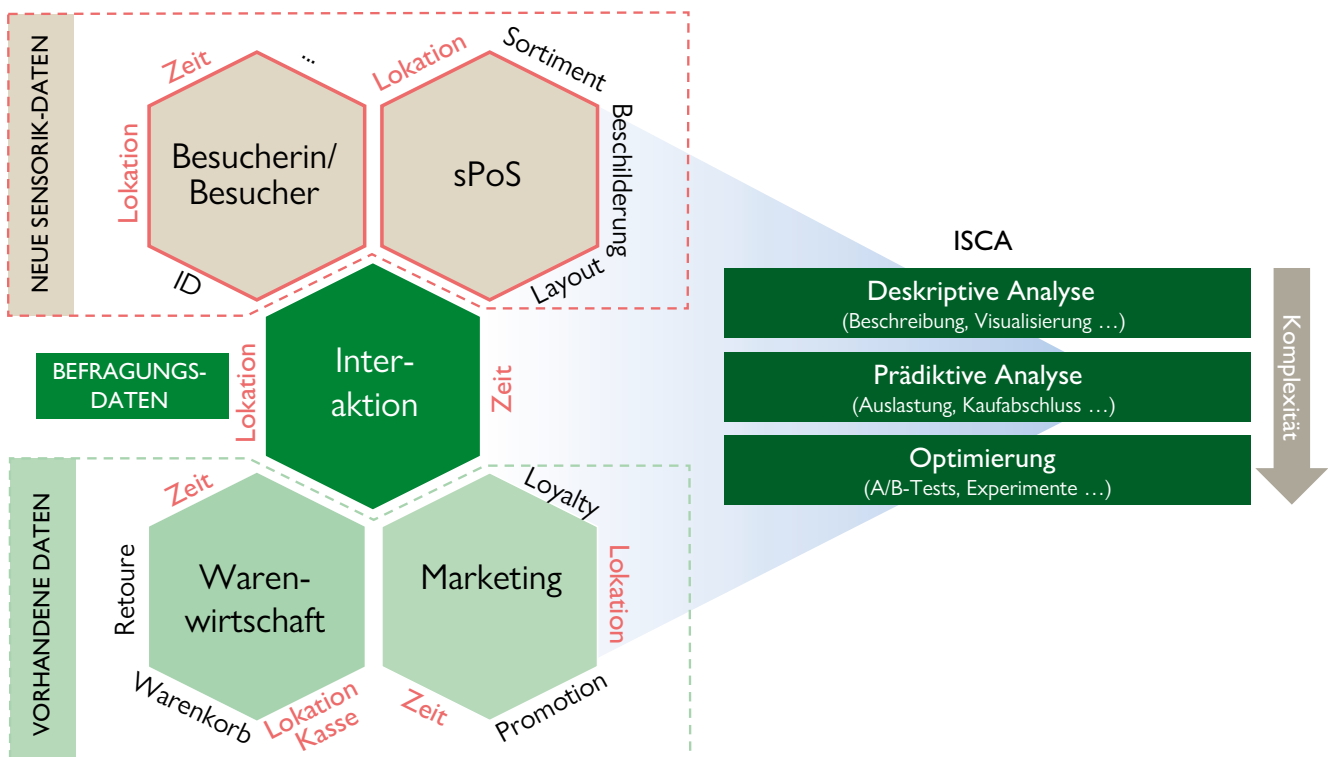 NEUE SENSORIK-DATEN
Zeit
...
Lokation
Besucherin/
Besucher
ID
Lokation
Sortiment
Beschilderung
sPoS
Layout
BEFRAGUNGS-
DATEN
Lokation
Inter-
aktion
Zeit
VORHANDENE DATEN
Zeit
Retoure
Waren-
wirtschaft
Warenkorb
Lokation
Kasse
Loyalty
Marketing
Lokation
Zeit
Promotion
ISCA
Deskriptive Analyse
(Beschreibung, Visualisierung ...)
Prädiktive Analyse
(Auslastung, Kaufabschluss ...)
Optimierung
(A/B-Tests, Experimente ...)
Komplexität